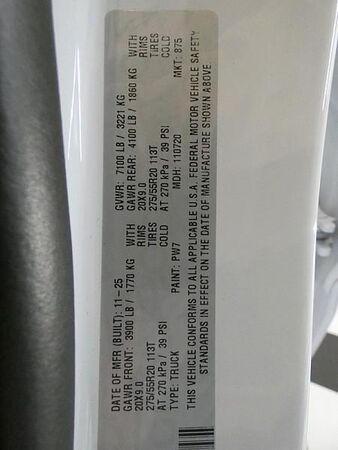 DATE OF MFR (BUILT): 11-25 GVWR: 7100 LB / 3221 KG
GAWR FRONT: 3900 LB / 1770 KG WITH GAWR REAR: 4100 LB / 1860 KG WITH
20X9.0 RIMS 20X9.0 RIMS
275/55R20 113T TIRES 275/55R20 113T TIRES
AT 270 kPa / 39 PSI COLD AT 270 kPa / 39 PSI COLD
TYPE: TRUCK PAINT: PW7 MDH: 110720 MKT: 875
THIS VEHICLE CONFORMS TO ALL APPLICABLE U.S.A. FEDERAL MOTOR VEHICLE SAFETY
STANDARDS IN EFFECT ON THE DATE OF MANUFACTURE SHOWN ABOVE